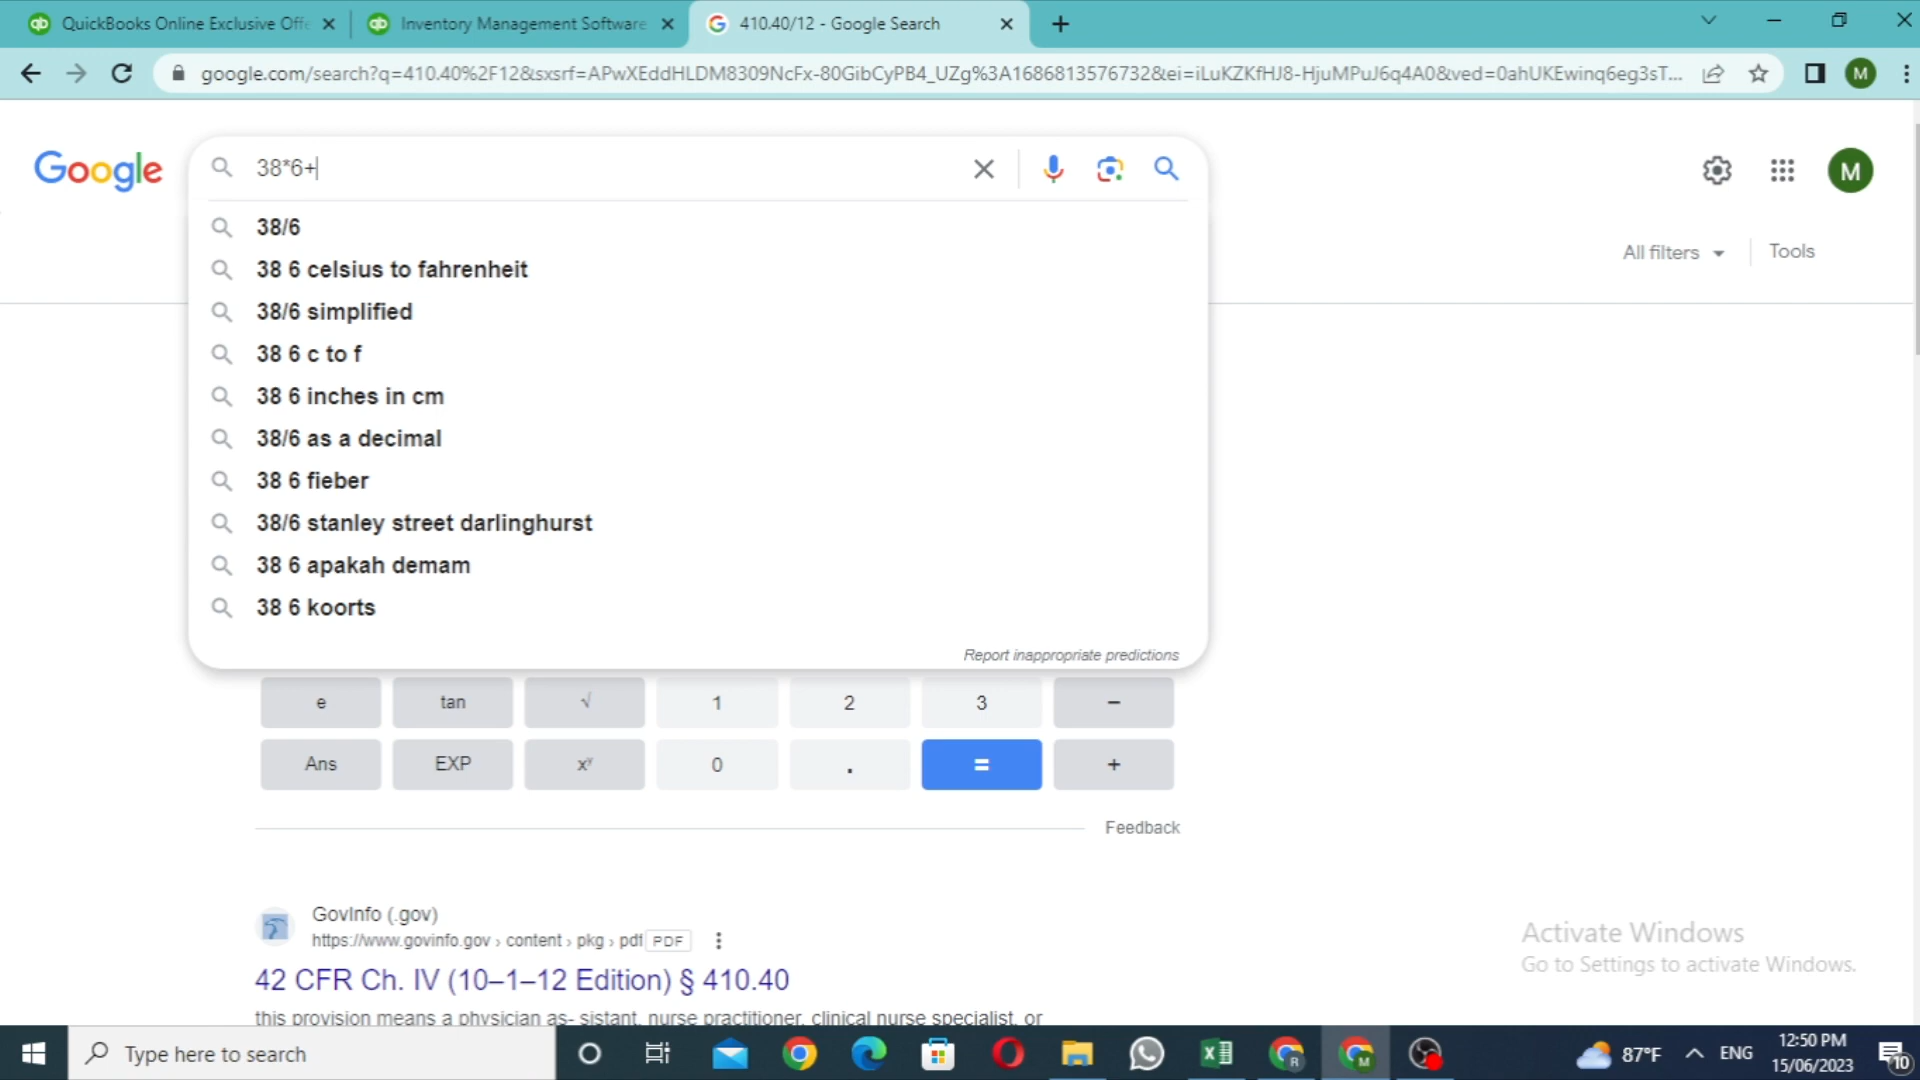 QuickBooks Online Exclusive Offe
Inventory Management Software
410.40/12 - Google Search
google.com/search?q=410.40%2F12&sxsrf=APwXEddHLDM8309NcFx-80GibCyPB4_UZg%3A1686813576732&ei=iLuKZKfHJ8-HjuMPuJ6q4A0&ved=0ahUKEwinq6eg3sT...
M
Google
38*6+
M
38/6
38 6 celsius to fahrenheit
38/6 simplified
38 6 c to f
38 6 inches in cm
38/6 as a decimal
38 6 fieber
38/6 stanley street darlinghurst
38 6 apakah demam
38 6 koorts
Report inappropriate predictions
All filters
Tools
e tan √ 1 2 3 −
Ans EXP xʸ 0 . = +
Feedback
GovInfo (.gov)
https://www.govinfo.gov › content › pkg › pdf PDF
42 CFR Ch. IV (10–1–12 Edition) § 410.40
this provision means a physician as- sistant, nurse practitioner, clinical nurse specialist, or
Activate Windows
Go to Settings to activate Windows.
Type here to search
R
M
87°F
ENG
12:50 PM
15/06/2023
10